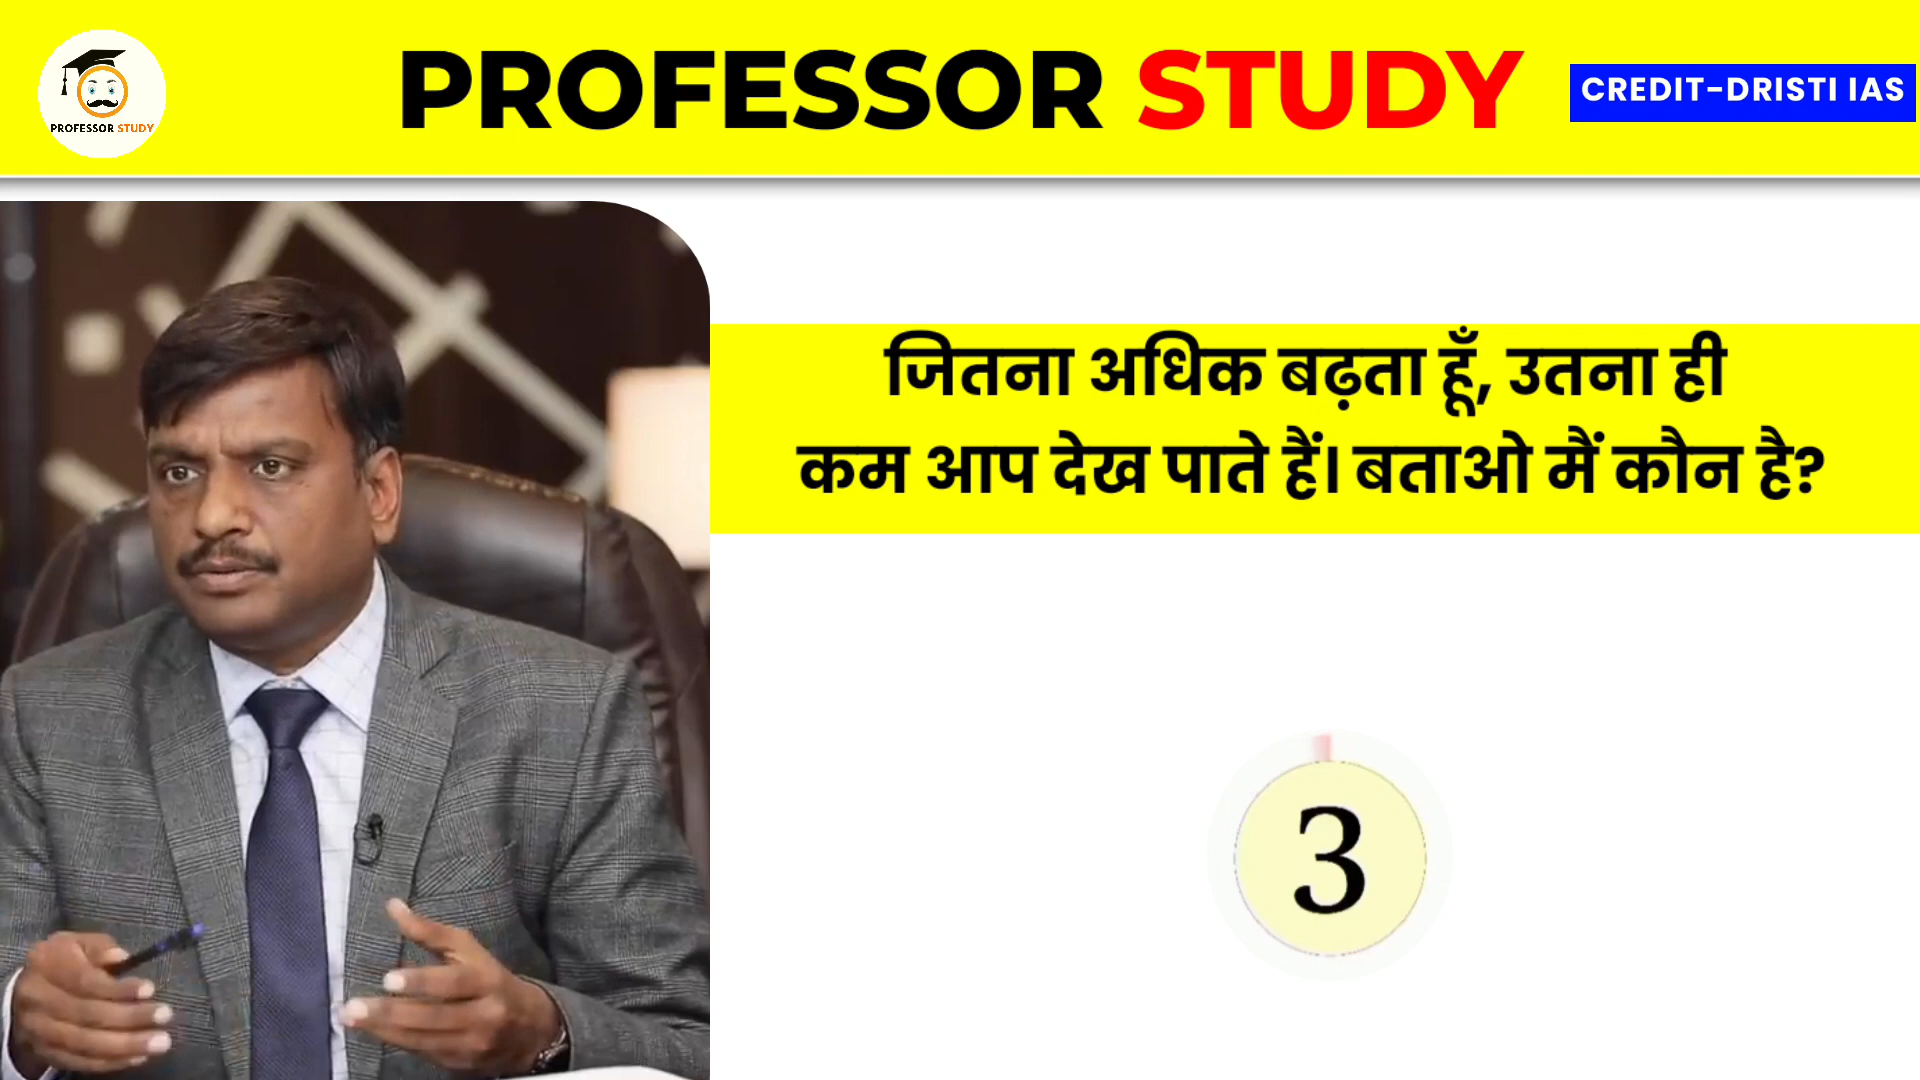 PROFESSOR STUDY
PROFESSOR STUDY
CREDIT-DRISTI IAS
जितना अधिक बढ़ता हूँ, उतना ही
कम आप देख पाते हैं। बताओ मैं कौन है?
3